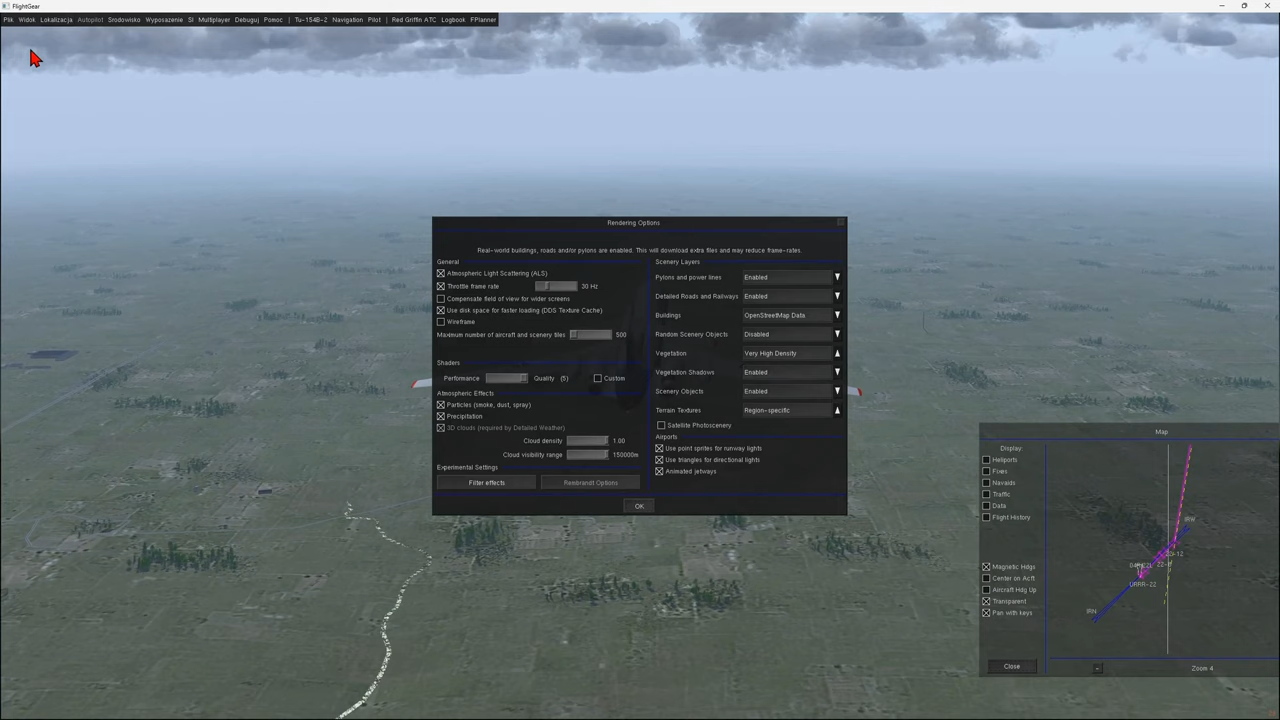 FlightGear
Plik Widok Lokalizacja Autopilot Srodowisko Wyposazenie SI Multiplayer Debuguj Pomoc | Tu-154B-2 Navigation Pilot | Red Griffin ATC Logbook FPlanner
Rendering Options
Real-world buildings, roads and/or pylons are enabled. This will download extra files and may reduce frame-rates.
General
Atmospheric Light Scattering (ALS)
Throttle frame rate 30 Hz
Compensate field of view for wider screens
Use disk space for faster loading (DDS Texture Cache)
Wireframe
Maximum number of aircraft and scenery tiles 500
Shaders
Performance Quality (5) Custom
Atmospheric Effects
Particles (smoke, dust, spray)
Precipitation
3D clouds (required by Detailed Weather)
Cloud density 1.00
Cloud visibility range 150000m
Experimental Settings
Filter effects Rembrandt Options
Scenery Layers
Pylons and power lines Enabled
Detailed Roads and Railways Enabled
Buildings OpenStreetMap Data
Random Scenery Objects Disabled
Vegetation Very High Density
Vegetation Shadows Enabled
Scenery Objects Enabled
Terrain Textures Region-specific
Satellite Photoscenery
Airports
Use point sprites for runway lights
Use triangles for directional lights
Animated jetways
OK
Map
Display:
Heliports
Fixes
Navaids
Traffic
Data
Flight History
Magnetic Hdgs
Center on Acft
Aircraft Hdg Up
Transparent
Pan with keys
Close
IRW
ORRR-22
IRN
- Zoom 4